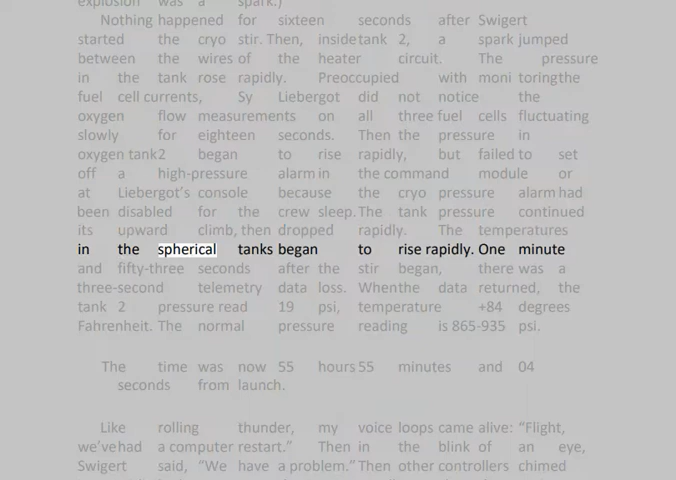 explosion was a spark.)
Nothing happened for sixteen seconds after Swigert
started the cryo stir. Then, inside tank 2, a spark jumped
between the wires of the heater circuit. The pressure
in the tank rose rapidly. Preoccupied with moni toringthe
fuel cell currents, Sy Liebergot did not notice the
oxygen flow measurements on all three fuel cells fluctuating
slowly for eighteen seconds. Then the pressure in
oxygen tank2 began to rise rapidly, but failed to set
off a high-pressure alarm in the command module or
at Liebergot's console because the cryo pressure alarm had
been disabled for the crew sleep. The tank pressure continued
its upward climb, then dropped rapidly. The temperatures
in the spherical tanks began to rise rapidly. One minute
and fifty-three seconds after the stir began, there was a
three-second telemetry data loss. Whenthe data returned, the
tank 2 pressure read 19 psi, temperature +84 degrees
Fahrenheit. The normal pressure reading is 865-935 psi.
The time was now 55 hours 55 minutes and 04
seconds from launch.
Like rolling thunder, my voice loops came alive: “Flight,
we’vehad a computer restart.” Then in the blink of an eye,
Swigert said, “We have a problem.” Then other controllers chimed